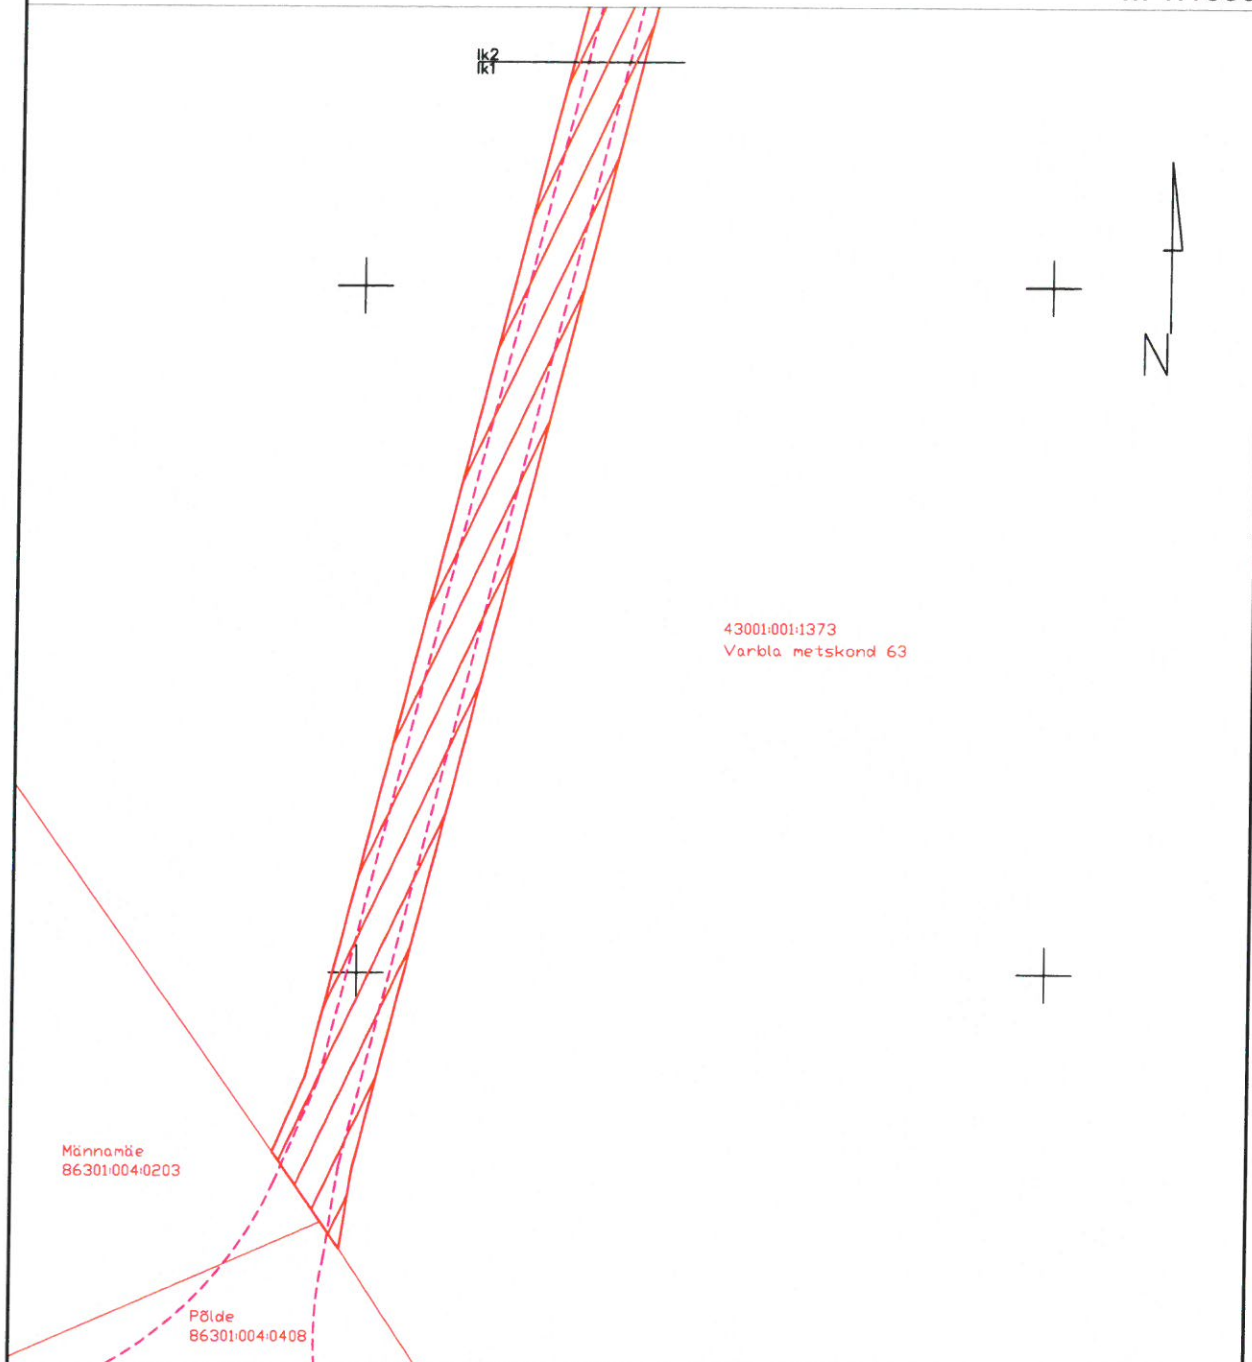 lk2
lk1
N
43001:001:1373
Varbla metskond 63
Männamäe
86301:004:0203
Põlde
86301:004:0408